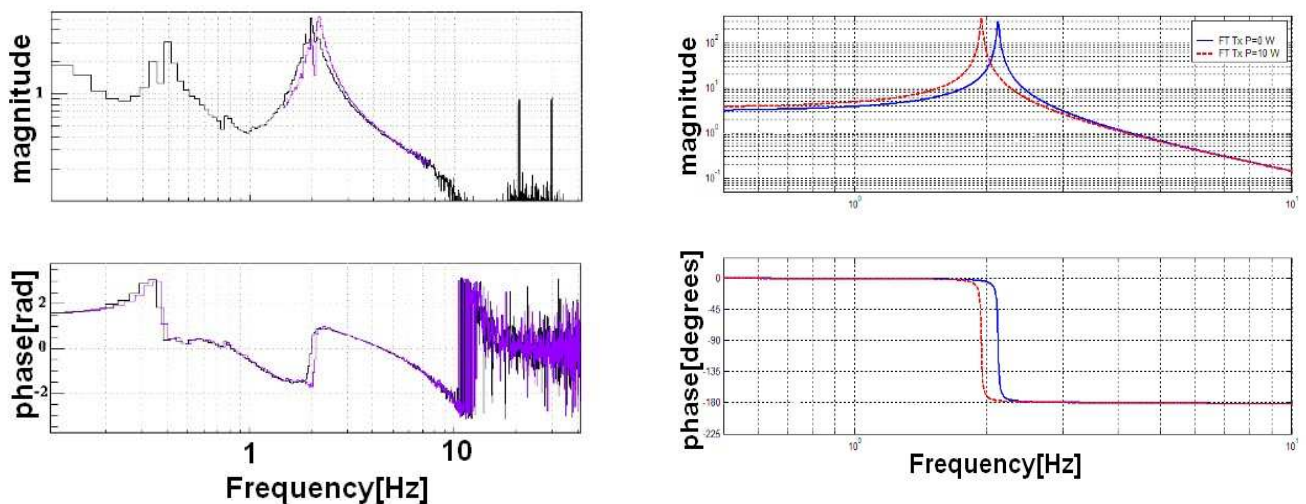 magnitude
1
phase[rad]
2
0
-2
1
10
Frequency[Hz]
magnitude
10²
10¹
10⁰
10⁻¹
10⁰
10¹
FT Tx P=0 W
FT Tx P=10 W
phase[degrees]
0
-45
-90
-135
-180
-225
10⁰
10¹
Frequency[Hz]